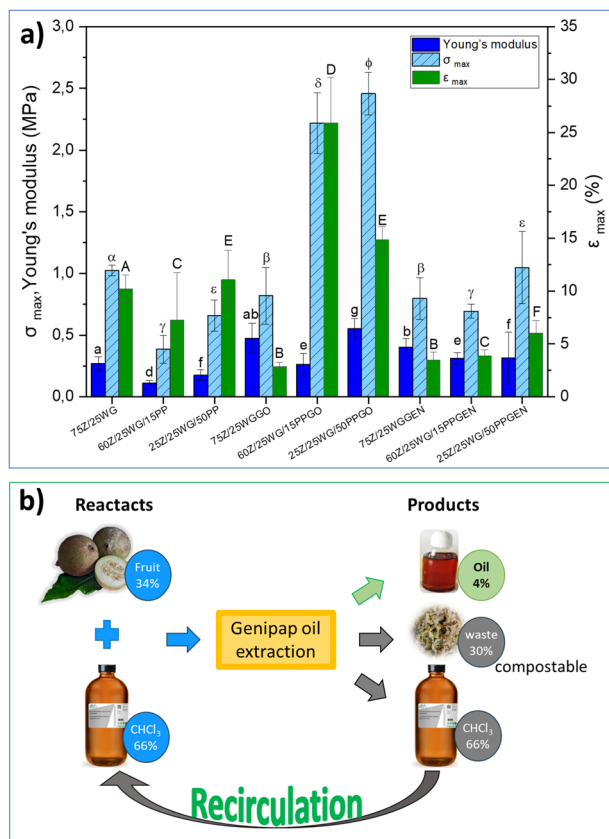 a)
3,0
2,5
2,0
1,5
1,0
0,5
0,0
σ max, Young's modulus (MPa)
35
30
25
20
15
10
5
0
ε max (%)
Young's modulus
σ max
ε max
a α A
d γ C
f ε E
ab β B
e δ D
g ϕ E
b β B
e γ C
f ε F
75Z/25WG
60Z/25WG/15PP
25Z/25WG/50PP
75Z/25WGGO
60Z/25WG/15PPGO
25Z/25WG/50PPGO
75Z/25WGGEN
60Z/25WG/15PPGEN
25Z/25WG/50PPGEN
b)
Reactacts
Products
Fruit
34%
CHCl3
66%
Genipap oil
extraction
Oil
4%
waste
30%
compostable
CHCl3
66%
Recirculation